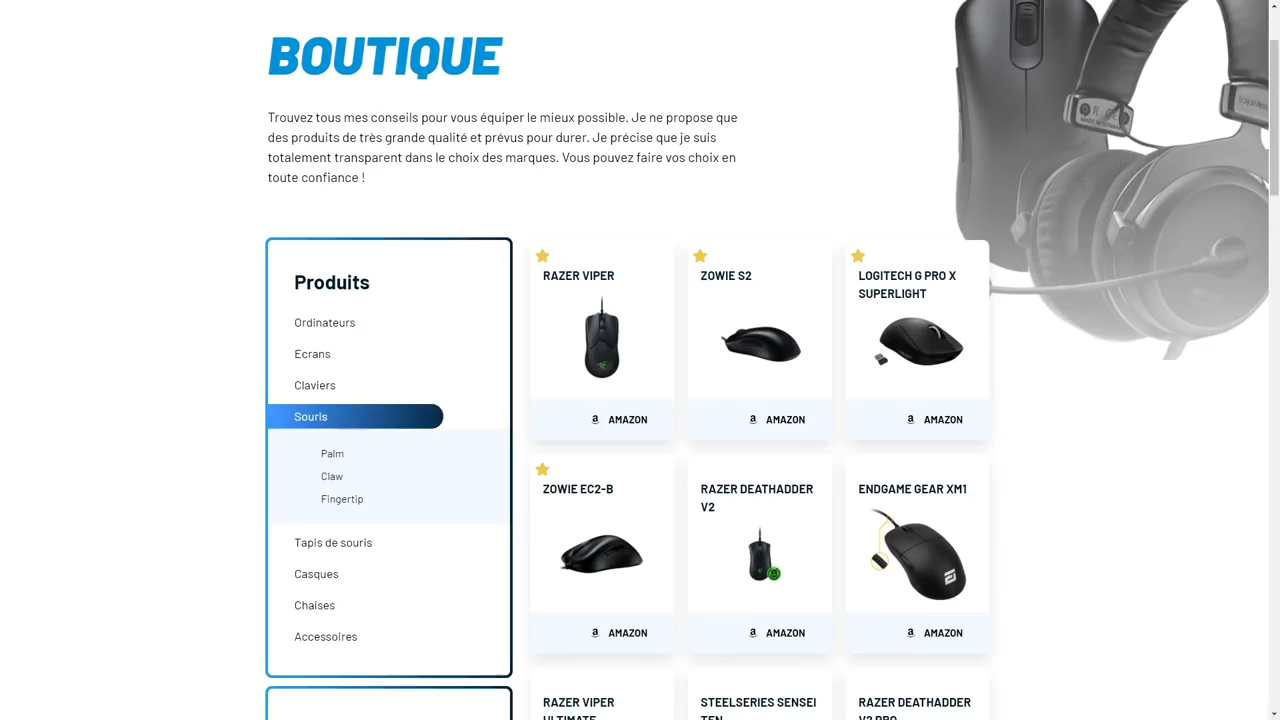 BOUTIQUE
Trouvez tous mes conseils pour vous équiper le mieux possible. Je ne propose que
des produits de très grande qualité et prévus pour durer. Je précise que je suis
totalement transparent dans le choix des marques. Vous pouvez faire vos choix en
toute confiance !
Produits
Ordinateurs
Ecrans
Claviers
Souris
Palm
Claw
Fingertip
Tapis de souris
Casques
Chaises
Accessoires
RAZER VIPER
AMAZON
ZOWIE S2
AMAZON
LOGITECH G PRO X
SUPERLIGHT
AMAZON
ZOWIE EC2-B
AMAZON
RAZER DEATHADDER
V2
AMAZON
ENDGAME GEAR XM1
AMAZON
RAZER VIPER
ULTIMATE
STEELSERIES SENSEI
TEN
RAZER DEATHADDER
V2 PRO